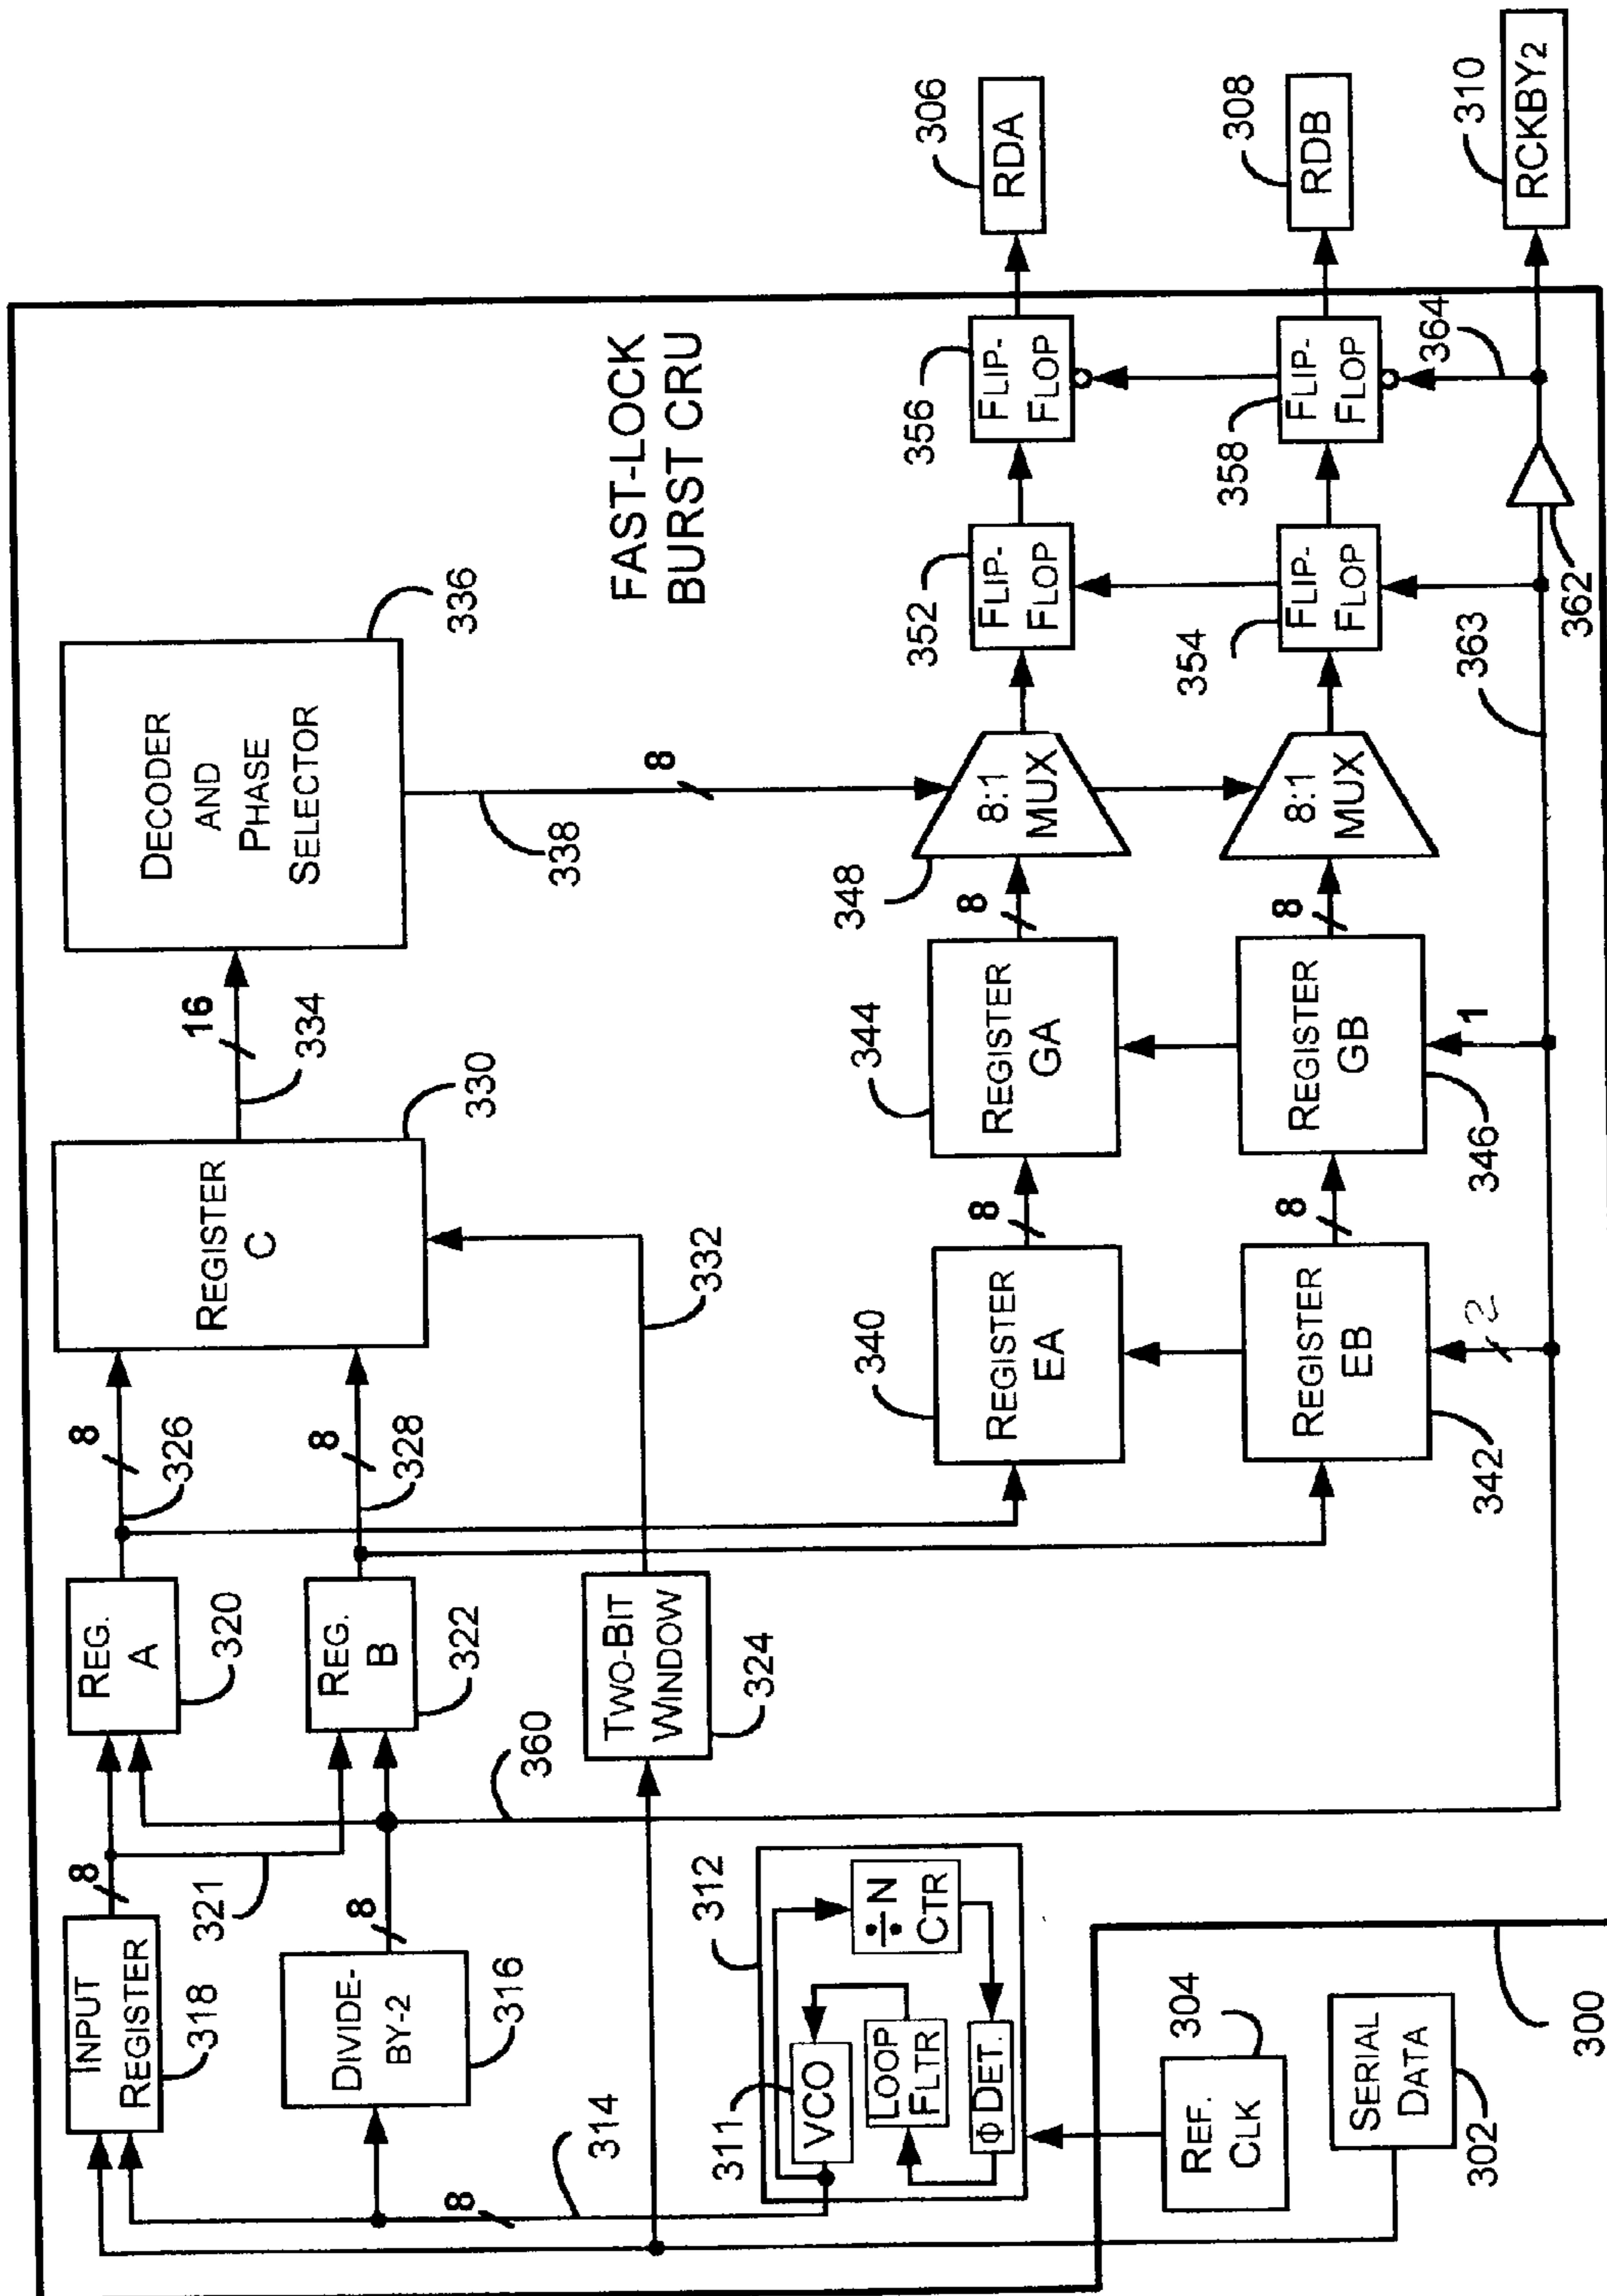 INPUT
REGISTER
318
8
321
REG.
A
320
8
326
REGISTER
C
330
16
334
DECODER
AND
PHASE
SELECTOR
336
DIVIDE-
BY-2
316
8
REG.
B
322
8
328
332
338
8
314
8
360
TWO-BIT
WINDOW
324
FAST-LOCK
BURST CRU
312
311
VCO
÷N
CTR
LOOP
FLTR
Φ DET.
340
REGISTER
EA
8
344
REGISTER
GA
8
348
8:1
MUX
352
FLIP-
FLOP
356
FLIP-
FLOP
306
RDA
REF.
CLK
304
REGISTER
EB
342
8
2
REGISTER
GB
346
8
1
8:1
MUX
354
FLIP-
FLOP
358
FLIP-
FLOP
308
RDB
SERIAL
DATA
302
300
363
362
364
310
RCKBY2